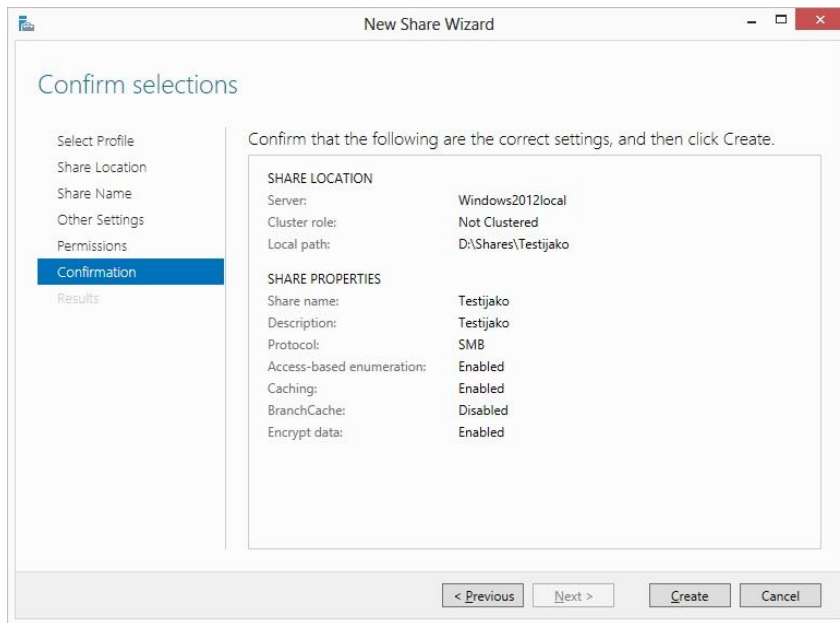 New Share Wizard
Confirm selections
Select Profile
Share Location
Share Name
Other Settings
Permissions
Confirmation
Results
Confirm that the following are the correct settings, and then click Create.
SHARE LOCATION
Server: Windows2012local
Cluster role: Not Clustered
Local path: D:\Shares\Testijako
SHARE PROPERTIES
Share name: Testijako
Description: Testijako
Protocol: SMB
Access-based enumeration: Enabled
Caching: Enabled
BranchCache: Disabled
Encrypt data: Enabled
< Previous Next > Create Cancel